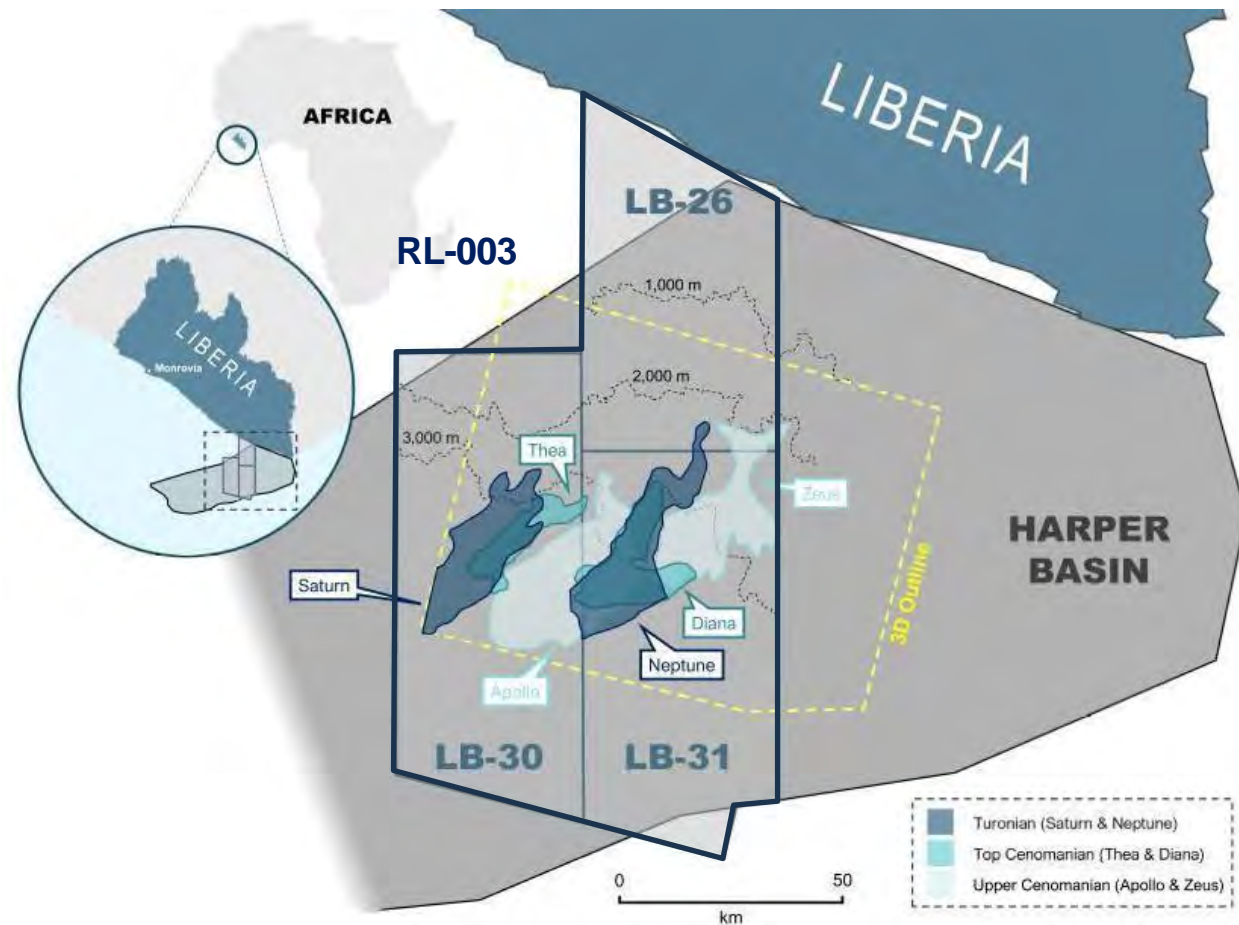 AFRICA
LIBERIA
LB-26
RL-003
1,000 m
LIBERIA
Monrovia
2,000 m
3,000 m
Thea
Zeus
HARPER
BASIN
Saturn
3D Outline
Diana
Neptune
Apollo
LB-30
LB-31
Turonian (Saturn & Neptune)
Top Cenomanian (Thea & Diana)
Upper Cenomanian (Apollo & Zeus)
0
50
km